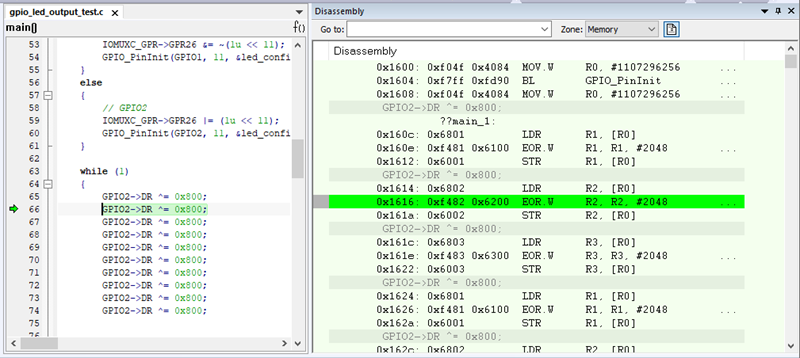 gpio_led_output_test.c
main()
f()
53 IOMUXC_GPR->GPR26 &= ~(1u << 11);
54 GPIO_PinInit(GPIO1, 11, &led_confi
55 }
56 else
57 {
58 // GPIO2
59 IOMUXC_GPR->GPR26 |= (1u << 11);
60 GPIO_PinInit(GPIO2, 11, &led_confi
61 }
62
63 while (1)
64 {
65 GPIO2->DR ^= 0x800;
66 GPIO2->DR ^= 0x800;
67 GPIO2->DR ^= 0x800;
68 GPIO2->DR ^= 0x800;
69 GPIO2->DR ^= 0x800;
70 GPIO2->DR ^= 0x800;
71 GPIO2->DR ^= 0x800;
72 GPIO2->DR ^= 0x800;
73 GPIO2->DR ^= 0x800;
74 GPIO2->DR ^= 0x800;
75
Disassembly
Go to:
Zone: Memory
Disassembly
0x1600: 0xf04f 0x4084 MOV.W R0, #1107296256 ...
0x1604: 0xf7ff 0xfd90 BL GPIO_PinInit ...
0x1608: 0xf04f 0x4084 MOV.W R0, #1107296256 ...
GPIO2->DR ^= 0x800;
??main_1:
0x160c: 0x6801 LDR R1, [R0]
0x160e: 0xf481 0x6100 EOR.W R1, R1, #2048 ...
0x1612: 0x6001 STR R1, [R0]
GPIO2->DR ^= 0x800;
0x1614: 0x6802 LDR R2, [R0]
0x1616: 0xf482 0x6200 EOR.W R2, R2, #2048 ...
0x161a: 0x6002 STR R2, [R0]
GPIO2->DR ^= 0x800;
0x161c: 0x6803 LDR R3, [R0]
0x161e: 0xf483 0x6300 EOR.W R3, R3, #2048 ...
0x1622: 0x6003 STR R3, [R0]
GPIO2->DR ^= 0x800;
0x1624: 0x6801 LDR R1, [R0]
0x1626: 0xf481 0x6100 EOR.W R1, R1, #2048 ...
0x162a: 0x6001 STR R1, [R0]
GPIO2->DR ^= 0x800;
0x162c: 0x6802 LDR R2, [R0]